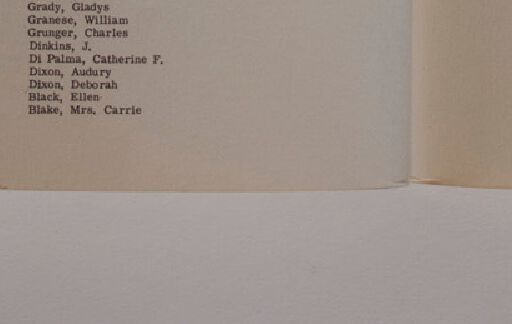 Grady, Gladys
Granese, William
Grunger, Charles
Dinkins, J.
Di Palma, Catherine F.
Dixon, Audury
Dixon, Deborah
Black, Ellen
Blake, Mrs. Carrie